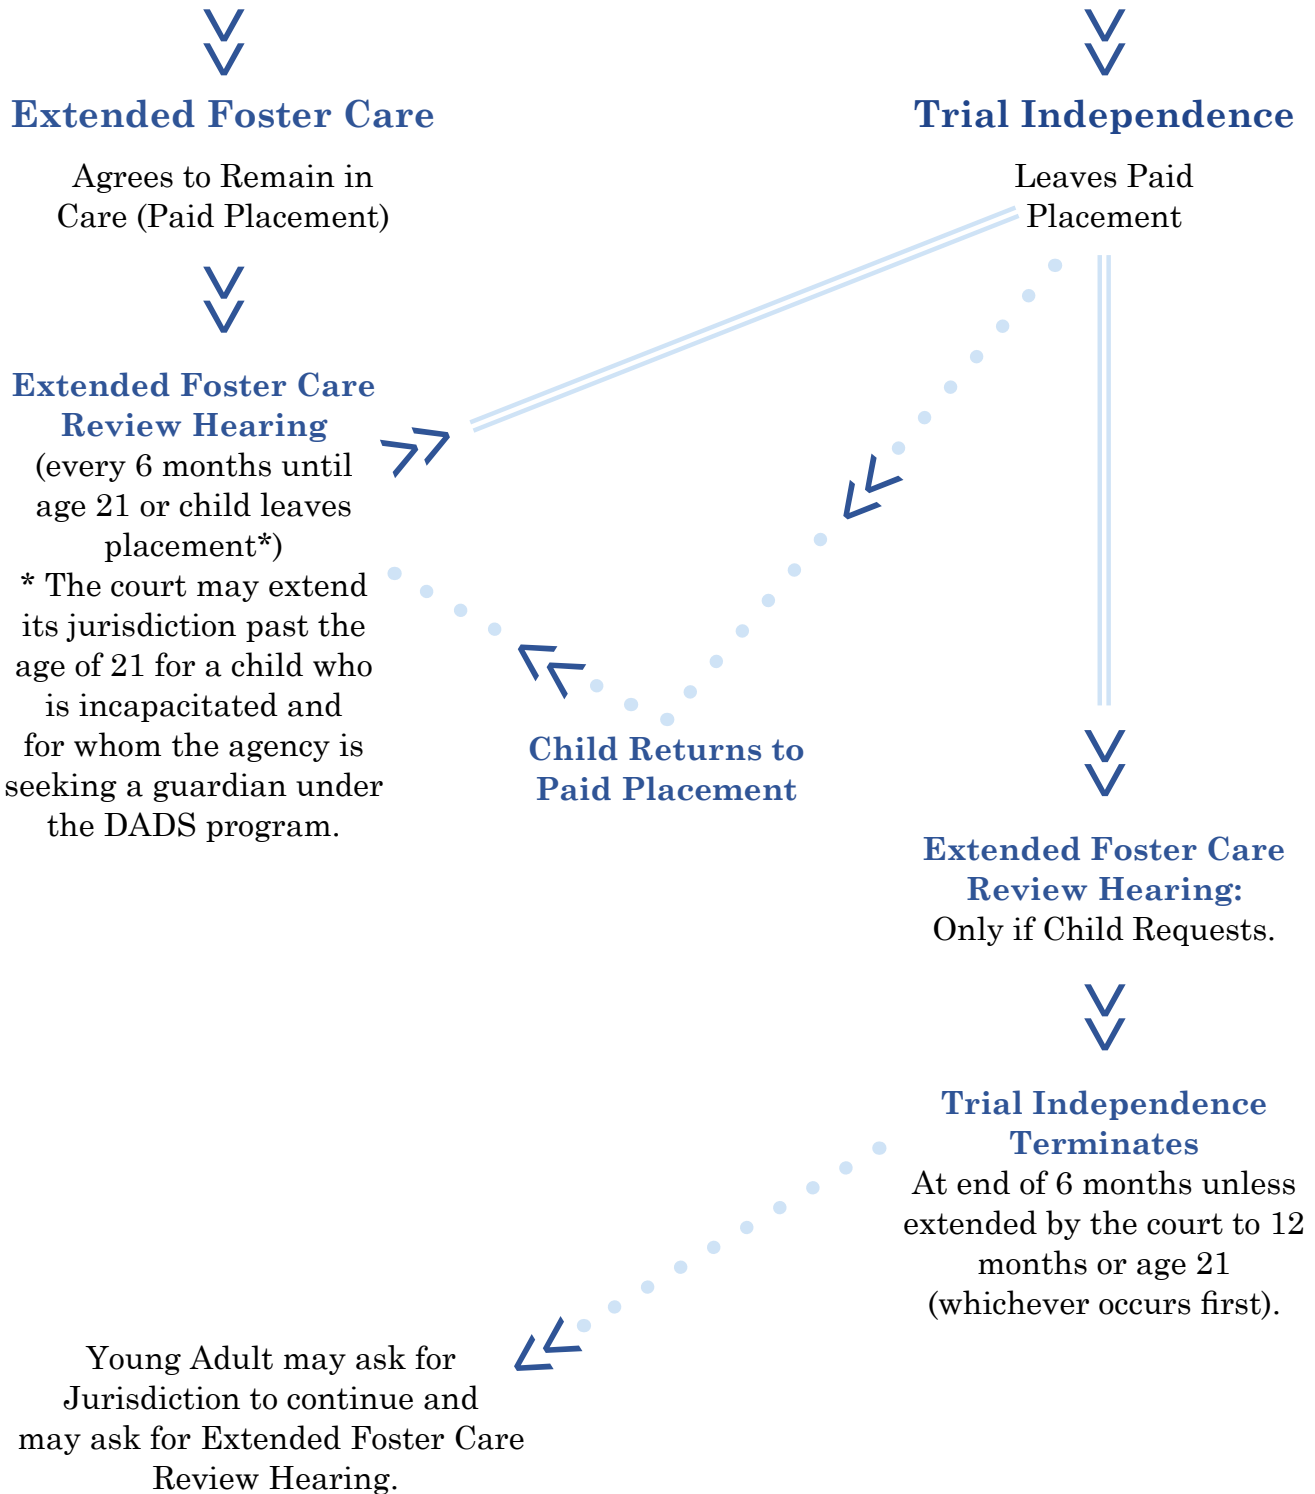 Extended Foster Care
Agrees to Remain in
Care (Paid Placement)
Extended Foster Care
Review Hearing
(every 6 months until
age 21 or child leaves
placement*)
* The court may extend
its jurisdiction past the
age of 21 for a child who
is incapacitated and
for whom the agency is
seeking a guardian under
the DADS program.
Trial Independence
Leaves Paid
Placement
Child Returns to
Paid Placement
Extended Foster Care
Review Hearing:
Only if Child Requests.
Trial Independence
Terminates
At end of 6 months unless
extended by the court to 12
months or age 21
(whichever occurs first).
Young Adult may ask for
Jurisdiction to continue and
may ask for Extended Foster Care
Review Hearing.